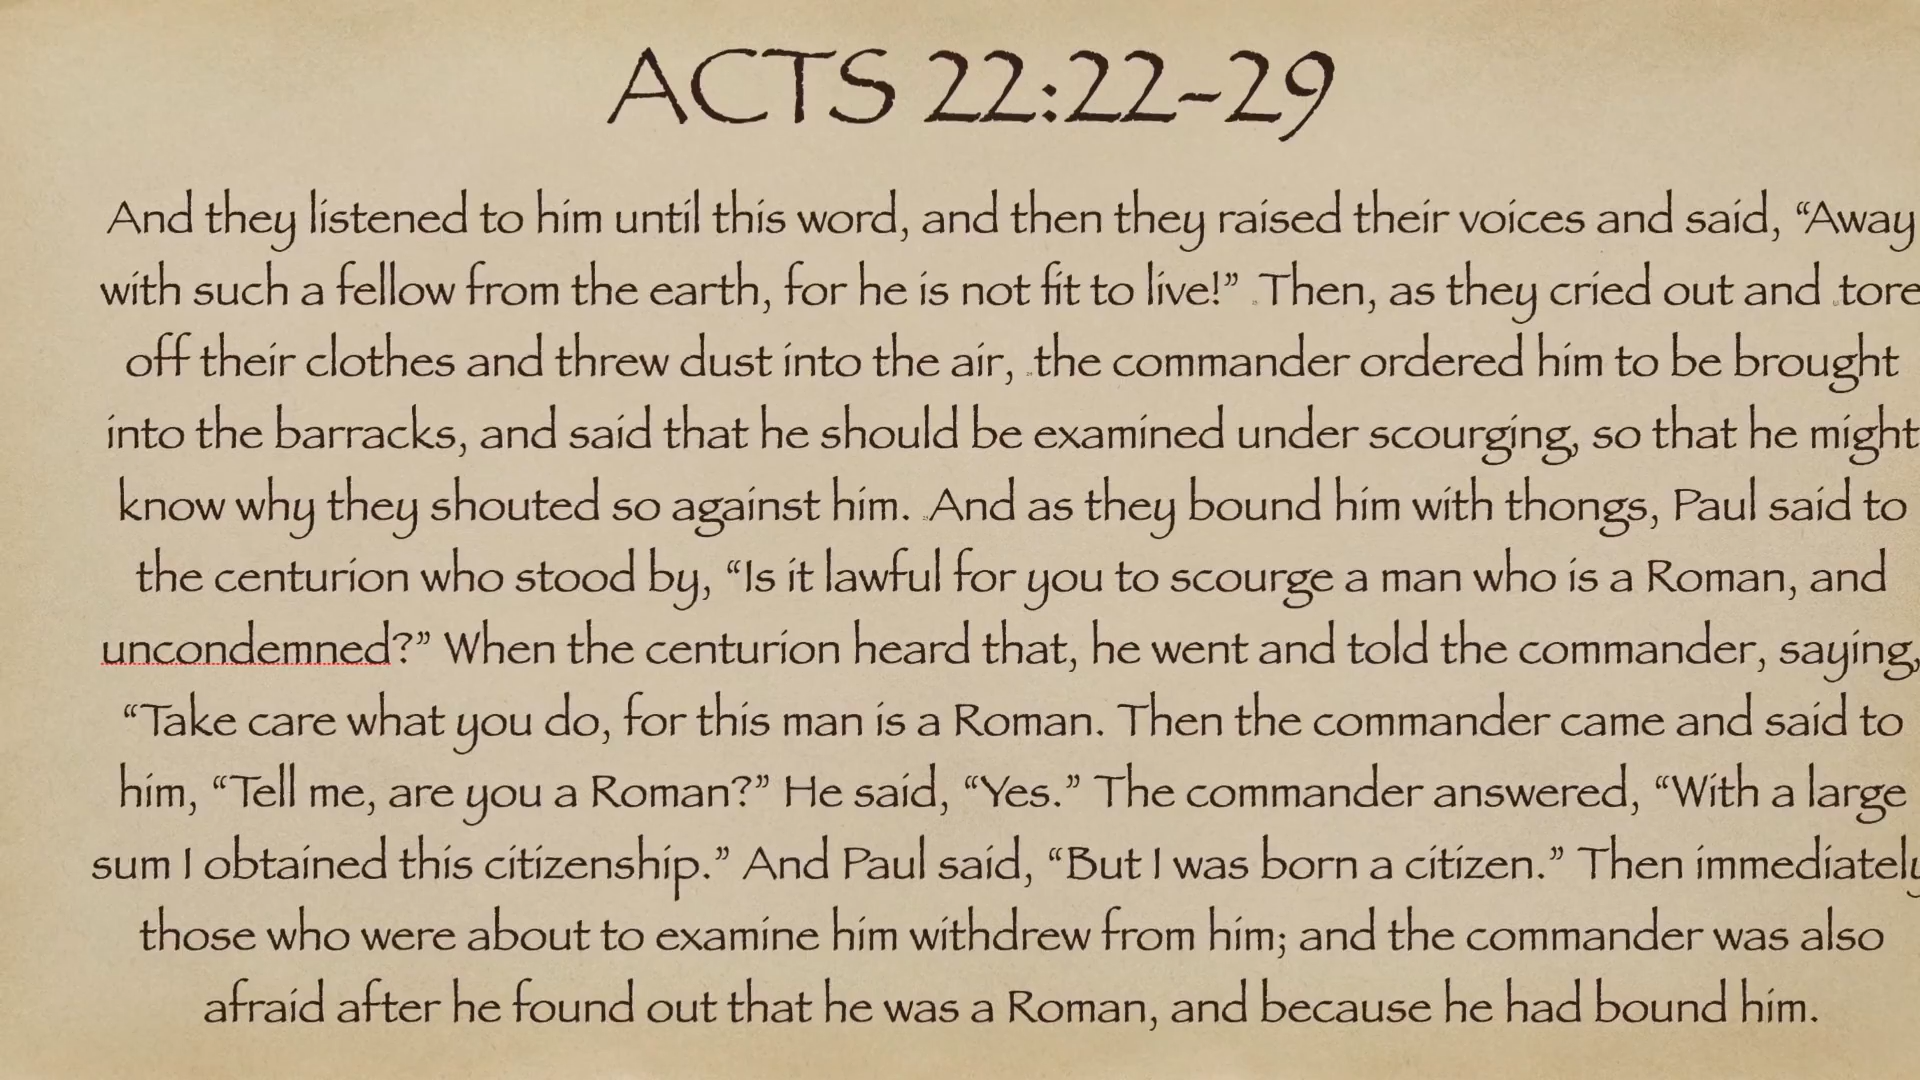 ACTS 22:22-29
And they listened to him until this word, and then they raised their voices and said, “Away
with such a fellow from the earth, for he is not fit to live!” Then, as they cried out and tore
off their clothes and threw dust into the air, the commander ordered him to be brought
into the barracks, and said that he should be examined under scourging, so that he might
know why they shouted so against him. And as they bound him with thongs, Paul said to
the centurion who stood by, “Is it lawful for you to scourge a man who is a Roman, and
uncondemned?” When the centurion heard that, he went and told the commander, saying,
“Take care what you do, for this man is a Roman. Then the commander came and said to
him, “Tell me, are you a Roman?” He said, “Yes.” The commander answered, “With a large
sum I obtained this citizenship.” And Paul said, “But I was born a citizen.” Then immediately
those who were about to examine him withdrew from him; and the commander was also
afraid after he found out that he was a Roman, and because he had bound him.